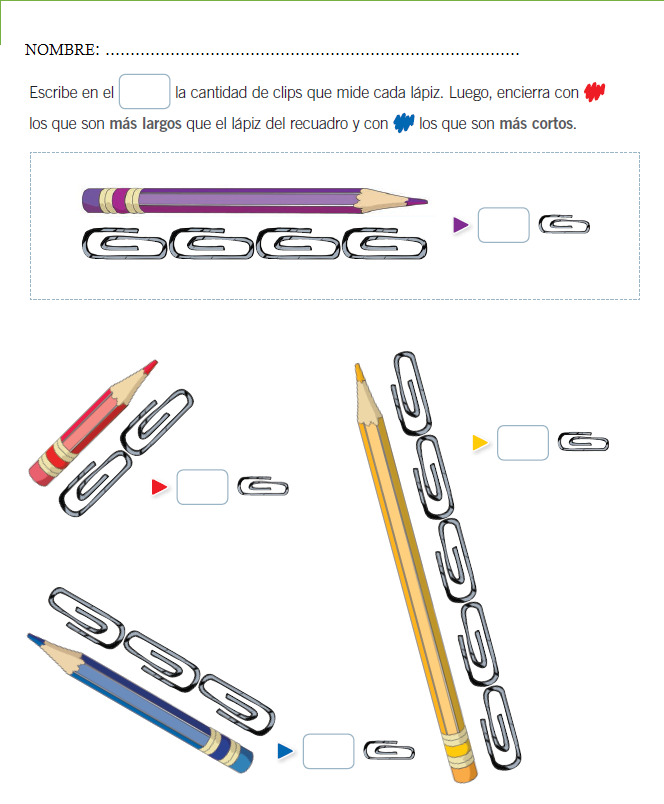 NOMBRE: ................................................................................
Escribe en el la cantidad de clips que mide cada lápiz. Luego, encierra con
los que son más largos que el lápiz del recuadro y con los que son más cortos.